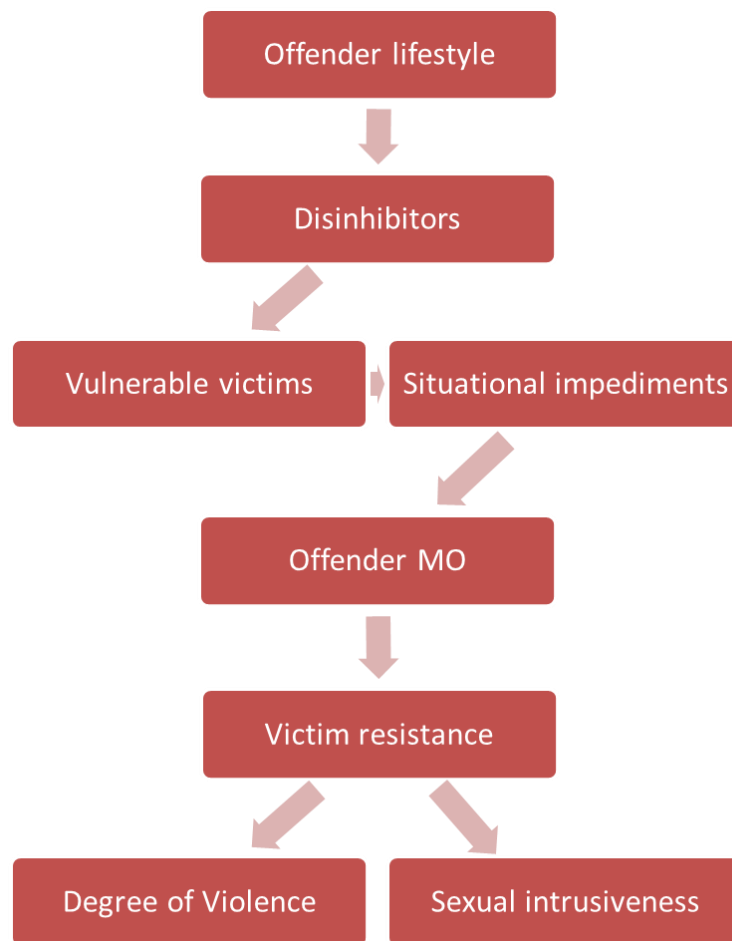 Offender lifestyle
Disinhibitors
Vulnerable victims
Situational impediments
Offender MO
Victim resistance
Degree of Violence
Sexual intrusiveness